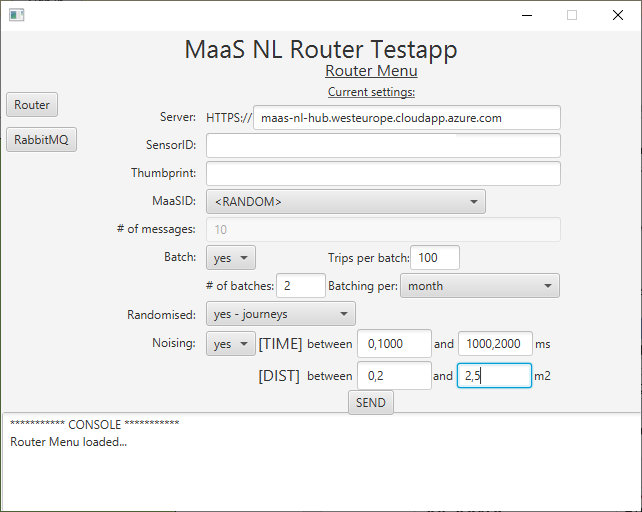 MaaS NL Router Testapp
Router Menu
Current settings:
Router
RabbitMQ
Server: HTTPS:// maas-nl-hub.westeurope.cloudapp.azure.com
SensorID:
Thumbprint:
MaaSID: <RANDOM>
# of messages: 10
Batch: yes Trips per batch: 100
# of batches: 2 Batching per: month
Randomised: yes - journeys
Noising: yes [TIME] between 0,1000 and 1000,2000 ms
[DIST] between 0,2 and 2,5 m2
SEND
*********** CONSOLE ***********
Router Menu loaded...